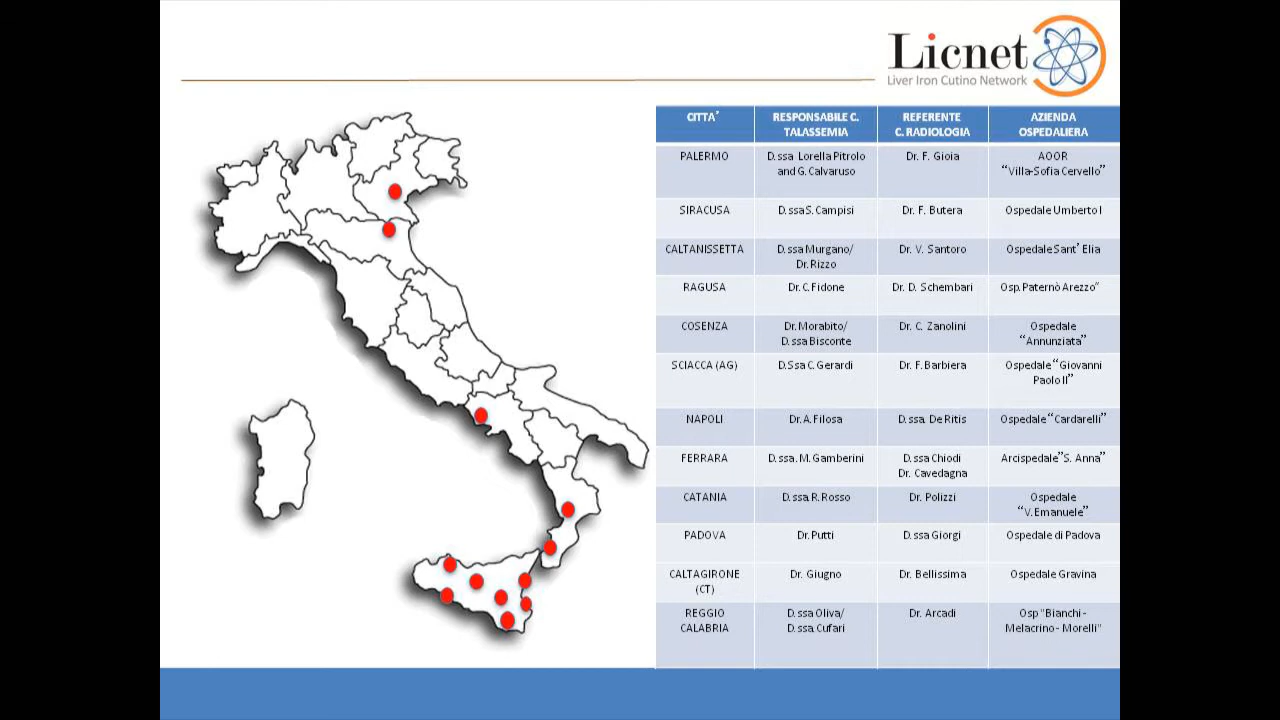 Licnet
Liver Iron Cutino Network
CITTA’ RESPONSABILE C. TALASSEMIA REFERENTE C. RADIOLOGIA AZIENDA OSPEDALIERA
PALERMO D.ssa Lorella Pitrolo and G. Calvaruso Dr. F. Gioia AOOR “Villa-Sofia Cervello”
SIRACUSA D.ssa S. Campisi Dr. F. Butera Ospedale Umberto I
CALTANISSETTA D.ssa Murgano/ Dr. Rizzo Dr. V. Santoro Ospedale Sant’ Elia
RAGUSA Dr. C. Fidone Dr. D. Schembari Osp. Paternò Arezzo”
COSENZA Dr. Morabito/ D.ssa Bisconte Dr. C. Zanolini Ospedale “Annunziata”
SCIACCA (AG) D.Ssa C. Gerardi Dr. F. Barbiera Ospedale “Giovanni Paolo II”
NAPOLI Dr. A. Filosa D.ssa. De Ritis Ospedale “Cardarelli”
FERRARA D.ssa. M. Gamberini D.ssa Chiodi Dr. Cavedagna Arcispedale ”S. Anna”
CATANIA D.ssa. R. Rosso Dr. Polizzi Ospedale “V. Emanuele”
PADOVA Dr. Putti D.ssa Giorgi Ospedale di Padova
CALTAGIRONE (CT) Dr. Giugno Dr. Bellissima Ospedale Gravina
REGGIO CALABRIA D.ssa Oliva/ D.ssa. Cufari Dr. Arcadi Osp "Bianchi - Melacrino - Morelli"